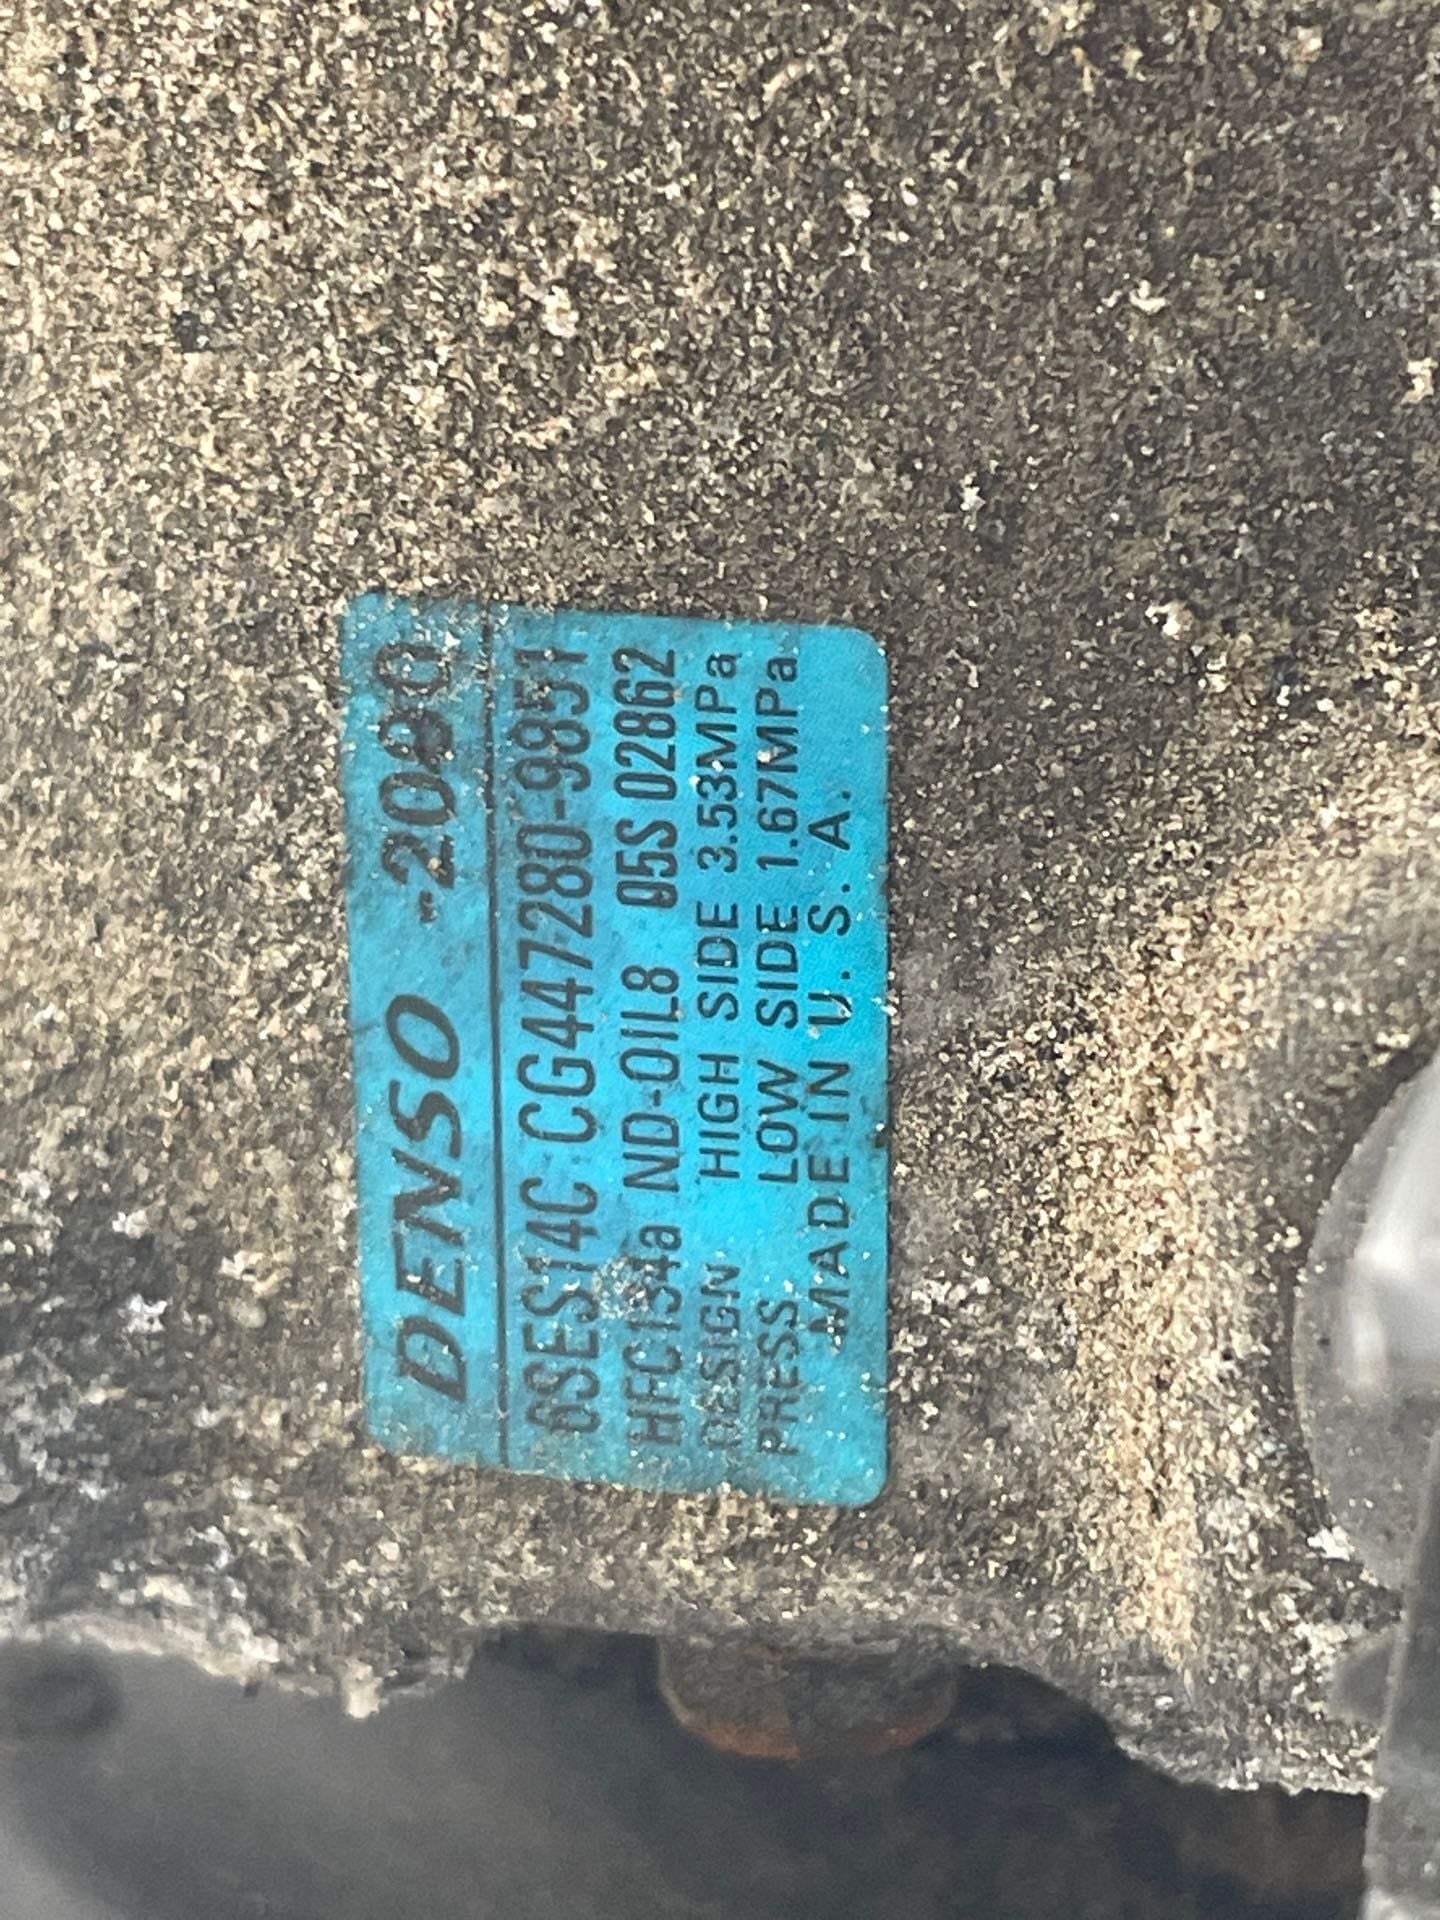 DENSO -2080
6SES14C CG447280-9851
HFC134a ND-OIL8 05S 02862
DESIGN HIGH SIDE 3.53MPa
PRESS LOW SIDE 1.67MPa
MADE IN U. S. A.